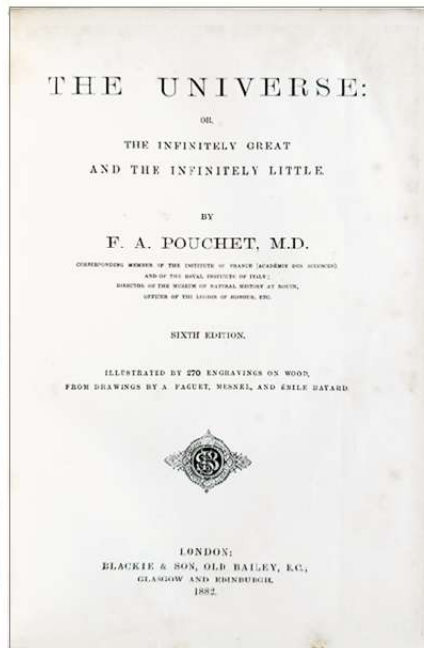 THE UNIVERSE:
OR,
THE INFINITELY GREAT
AND THE INFINITELY LITTLE.
BY
F. A. POUCHET, M.D.
CORRESPONDING MEMBER OF THE INSTITUTE OF FRANCE (ACADÉMIE DES SCIENCES)
AND OF THE ROYAL INSTITUTE OF ITALY;
DIRECTOR OF THE MUSEUM OF NATURAL HISTORY AT ROUEN,
OFFICER OF THE LEGION OF HONOUR, ETC.
SIXTH EDITION.
ILLUSTRATED BY 270 ENGRAVINGS ON WOOD,
FROM DRAWINGS BY A. FAGUET, MESNEL, AND ÉMILE BAYARD.
LONDON;
BLACKIE & SON, OLD BAILEY, E.C.;
GLASGOW AND EDINBURGH.
1882.